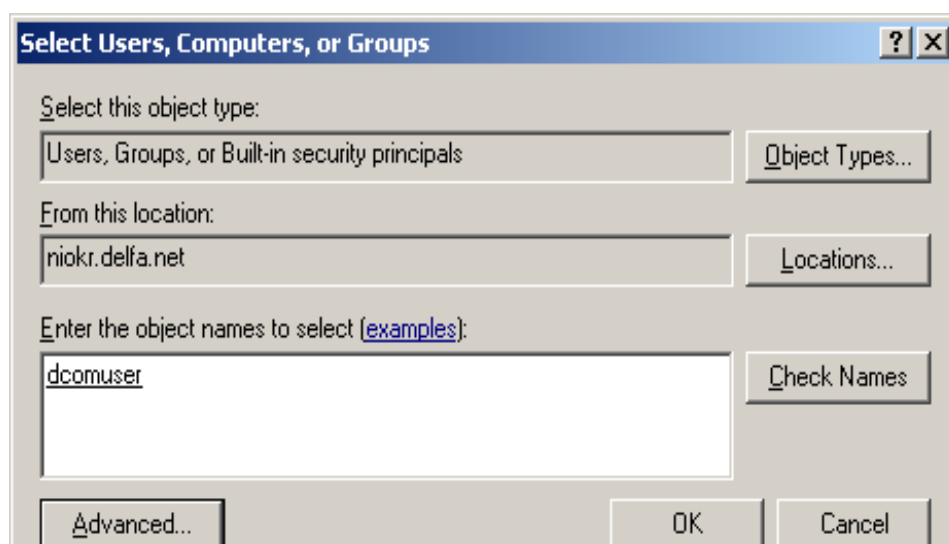 Select Users, Computers, or Groups
Select this object type:
Users, Groups, or Built-in security principals
Object Types...
From this location:
niokr.delfa.net
Locations...
Enter the object names to select (examples):
dcomuser
Check Names
Advanced...
OK
Cancel